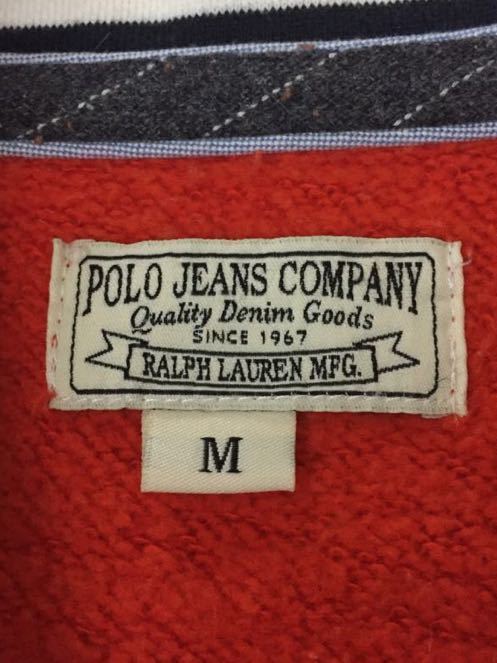 POLO JEANS COMPANY
Quality Denim Goods
SINCE 1967
RALPH LAUREN MFG.
M